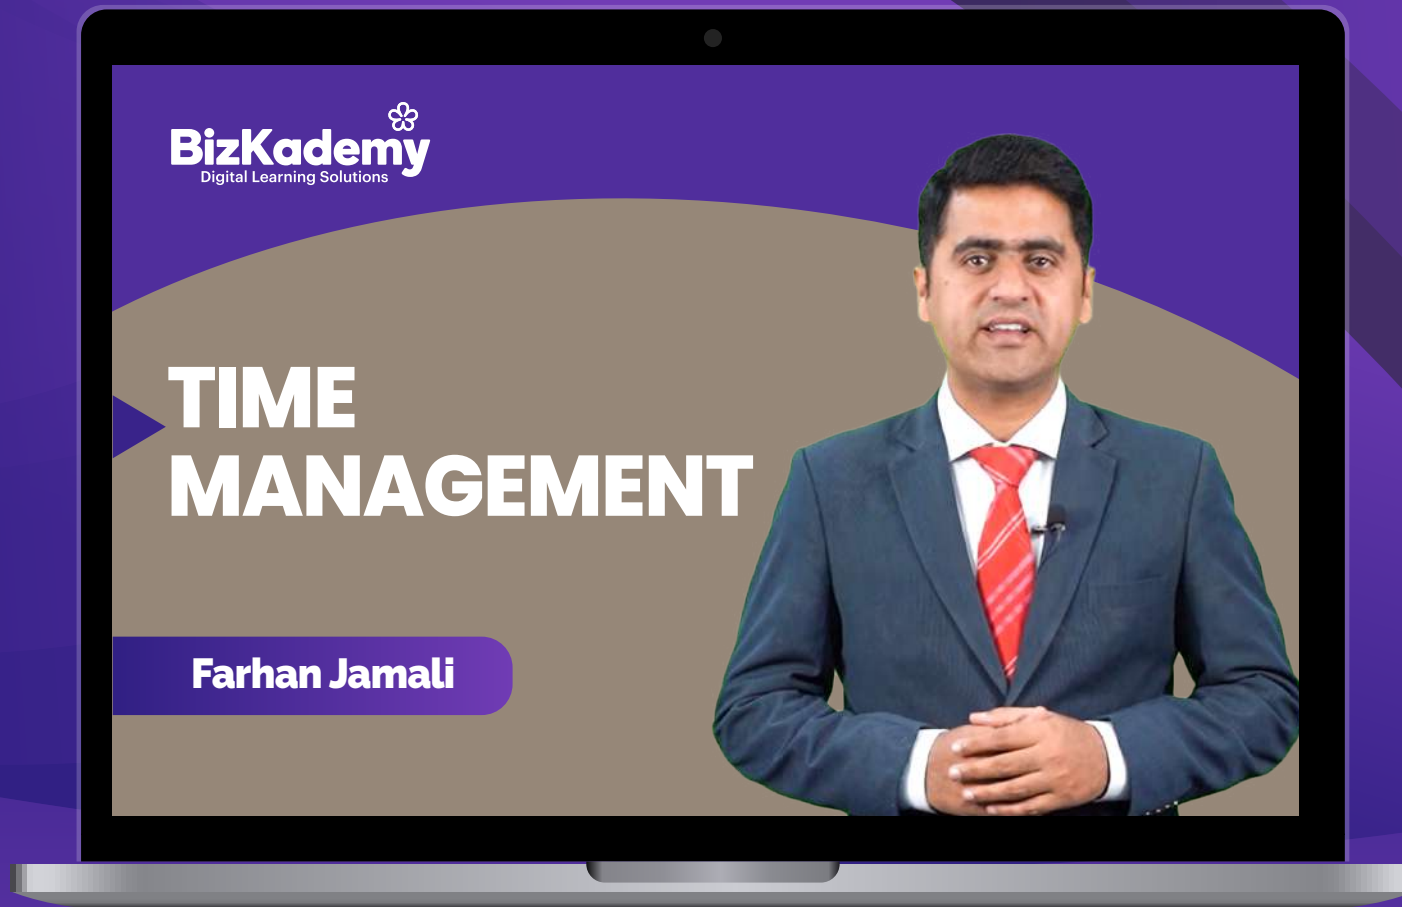 BizKademy
Digital Learning Solutions
TIME
MANAGEMENT
Farhan Jamali